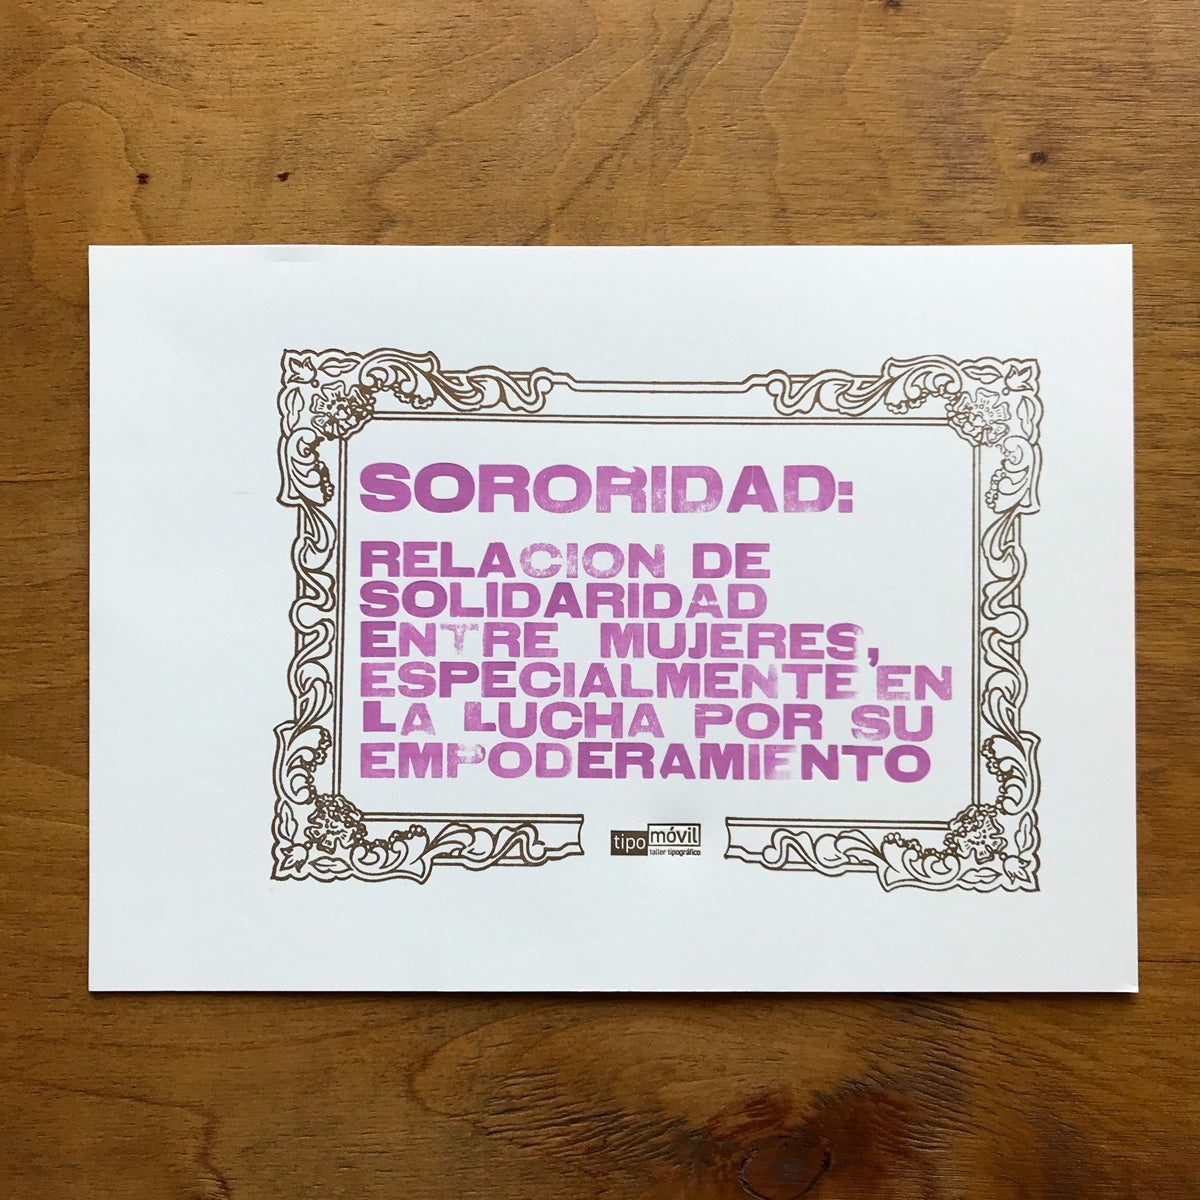 SORORIDAD:
RELACION DE
SOLIDARIDAD
ENTRE MUJERES,
ESPECIALMENTE EN
LA LUCHA POR SU
EMPODERAMIENTO
tipo móvil
taller tipográfico